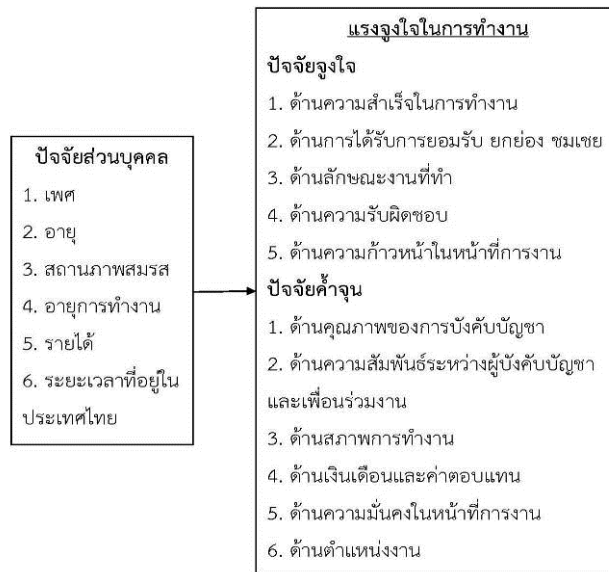 ปัจจัยส่วนบุคคล
1. เพศ
2. อายุ
3. สถานภาพสมรส
4. อายุการทำงาน
5. รายได้
6. ระยะเวลาที่อยู่ใน
ประเทศไทย
แรงจูงใจในการทำงาน
ปัจจัยจูงใจ
1. ด้านความสำเร็จในการทำงาน
2. ด้านการได้รับการยอมรับ ยกย่อง ชมเชย
3. ด้านลักษณะงานที่ทำ
4. ด้านความรับผิดชอบ
5. ด้านความก้าวหน้าในหน้าที่การงาน
ปัจจัยค้ำจุน
1. ด้านคุณภาพของการบังคับบัญชา
2. ด้านความสัมพันธ์ระหว่างผู้บังคับบัญชา
และเพื่อนร่วมงาน
3. ด้านสภาพการทำงาน
4. ด้านเงินเดือนและค่าตอบแทน
5. ด้านความมั่นคงในหน้าที่การงาน
6. ด้านตำแหน่งงาน